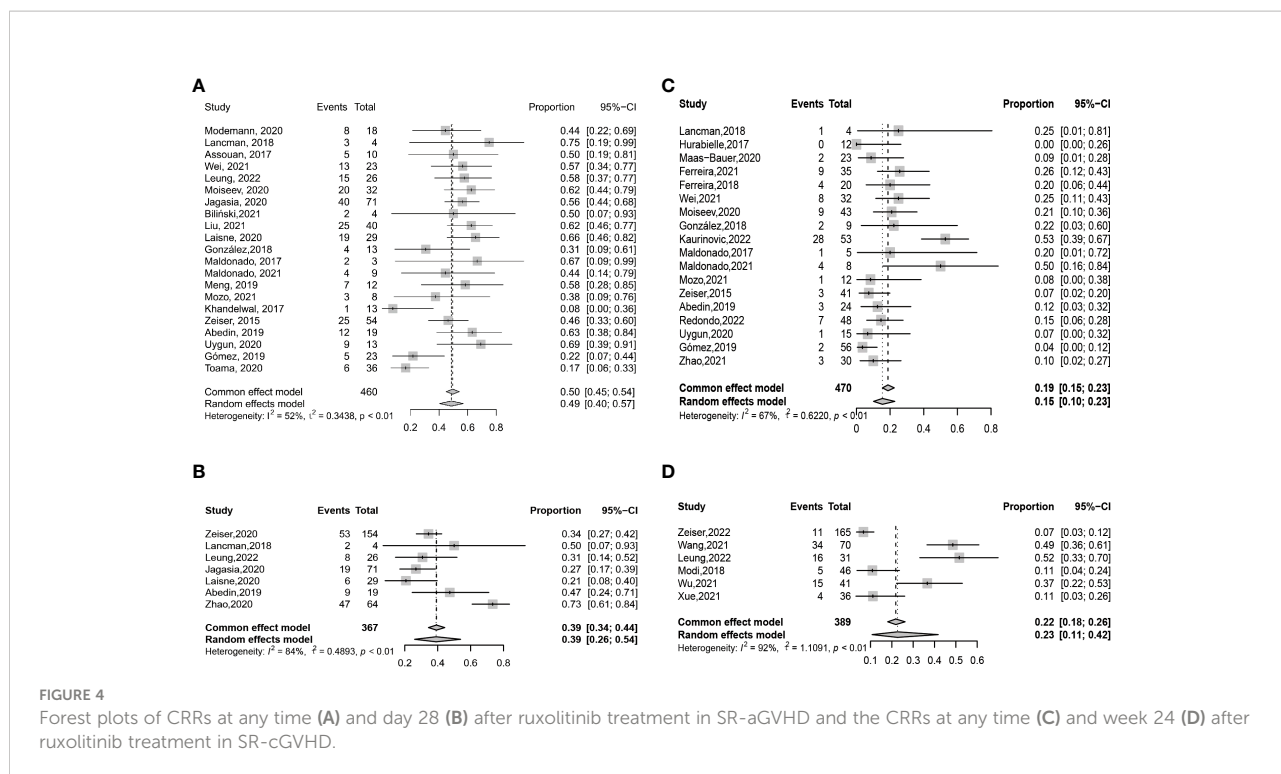 A
Study Events Total Proportion 95%−CI
Modemann, 2020 8 18 0.44 [0.22; 0.69]
Lancman, 2018 3 4 0.75 [0.19; 0.99]
Assouan, 2017 5 10 0.50 [0.19; 0.81]
Wei, 2021 13 23 0.57 [0.34; 0.77]
Leung, 2022 15 26 0.58 [0.37; 0.77]
Moiseev, 2020 20 32 0.62 [0.44; 0.79]
Jagasia, 2020 40 71 0.56 [0.44; 0.68]
Biliński,2021 2 4 0.50 [0.07; 0.93]
Liu, 2021 25 40 0.62 [0.46; 0.77]
Laisne, 2020 19 29 0.66 [0.46; 0.82]
González, 2018 4 13 0.31 [0.09; 0.61]
Maldonado, 2017 2 3 0.67 [0.09; 0.99]
Maldonado, 2021 4 9 0.44 [0.14; 0.79]
Meng, 2019 7 12 0.58 [0.28; 0.85]
Mozo, 2021 3 8 0.38 [0.09; 0.76]
Khandelwal, 2017 1 13 0.08 [0.00; 0.36]
Zeiser, 2015 25 54 0.46 [0.33; 0.60]
Abedin, 2019 12 19 0.63 [0.38; 0.84]
Uygun, 2020 9 13 0.69 [0.39; 0.91]
Gómez, 2019 5 23 0.22 [0.07; 0.44]
Toama, 2020 6 36 0.17 [0.06; 0.33]
Common effect model 460 0.50 [0.45; 0.54]
Random effects model 0.49 [0.40; 0.57]
Heterogeneity: I² = 52%, τ² = 0.3438, p < 0.01
0.2 0.4 0.6 0.8
B
Study Events Total Proportion 95%−CI
Zeiser,2020 53 154 0.34 [0.27; 0.42]
Lancman,2018 2 4 0.50 [0.07; 0.93]
Leung,2022 8 26 0.31 [0.14; 0.52]
Jagasia,2020 19 71 0.27 [0.17; 0.39]
Laisne,2020 6 29 0.21 [0.08; 0.40]
Abedin,2019 9 19 0.47 [0.24; 0.71]
Zhao,2020 47 64 0.73 [0.61; 0.84]
Common effect model 367 0.39 [0.34; 0.44]
Random effects model 0.39 [0.26; 0.54]
Heterogeneity: I² = 84%, τ² = 0.4893, p < 0.01
0.2 0.4 0.6 0.8
C
Study Events Total Proportion 95%−CI
Lancman,2018 1 4 0.25 [0.01; 0.81]
Hurabielle,2017 0 12 0.00 [0.00; 0.26]
Maas−Bauer,2020 2 23 0.09 [0.01; 0.28]
Ferreira,2021 9 35 0.26 [0.12; 0.43]
Ferreira,2018 4 20 0.20 [0.06; 0.44]
Wei,2021 8 32 0.25 [0.11; 0.43]
Moiseev,2020 9 43 0.21 [0.10; 0.36]
González,2018 2 9 0.22 [0.03; 0.60]
Kaurinovic,2022 28 53 0.53 [0.39; 0.67]
Maldonado,2017 1 5 0.20 [0.01; 0.72]
Maldonado,2021 4 8 0.50 [0.16; 0.84]
Mozo,2021 1 12 0.08 [0.00; 0.38]
Zeiser,2015 3 41 0.07 [0.02; 0.20]
Abedin,2019 3 24 0.12 [0.03; 0.32]
Redondo,2022 7 48 0.15 [0.06; 0.28]
Uygun,2020 1 15 0.07 [0.00; 0.32]
Gómez,2019 2 56 0.04 [0.00; 0.12]
Zhao,2021 3 30 0.10 [0.02; 0.27]
Common effect model 470 0.19 [0.15; 0.23]
Random effects model 0.15 [0.10; 0.23]
Heterogeneity: I² = 67%, τ² = 0.6220, p < 0.01
0 0.2 0.4 0.6 0.8
D
Study Events Total Proportion 95%−CI
Zeiser,2022 11 165 0.07 [0.03; 0.12]
Wang,2021 34 70 0.49 [0.36; 0.61]
Leung,2022 16 31 0.52 [0.33; 0.70]
Modi,2018 5 46 0.11 [0.04; 0.24]
Wu,2021 15 41 0.37 [0.22; 0.53]
Xue,2021 4 36 0.11 [0.03; 0.26]
Common effect model 389 0.22 [0.18; 0.26]
Random effects model 0.23 [0.11; 0.42]
Heterogeneity: I² = 92%, τ² = 1.1091, p < 0.01
0.1 0.2 0.3 0.4 0.5 0.6
FIGURE 4
Forest plots of CRRs at any time (A) and day 28 (B) after ruxolitinib treatment in SR-aGVHD and the CRRs at any time (C) and week 24 (D) after
ruxolitinib treatment in SR-cGVHD.